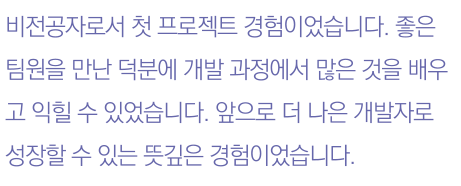 비전공자로서 첫 프로젝트 경험이었습니다. 좋은
팀원을 만난 덕분에 개발 과정에서 많은 것을 배우
고 익힐 수 있었습니다. 앞으로 더 나은 개발자로
성장할 수 있는 뜻깊은 경험이었습니다.